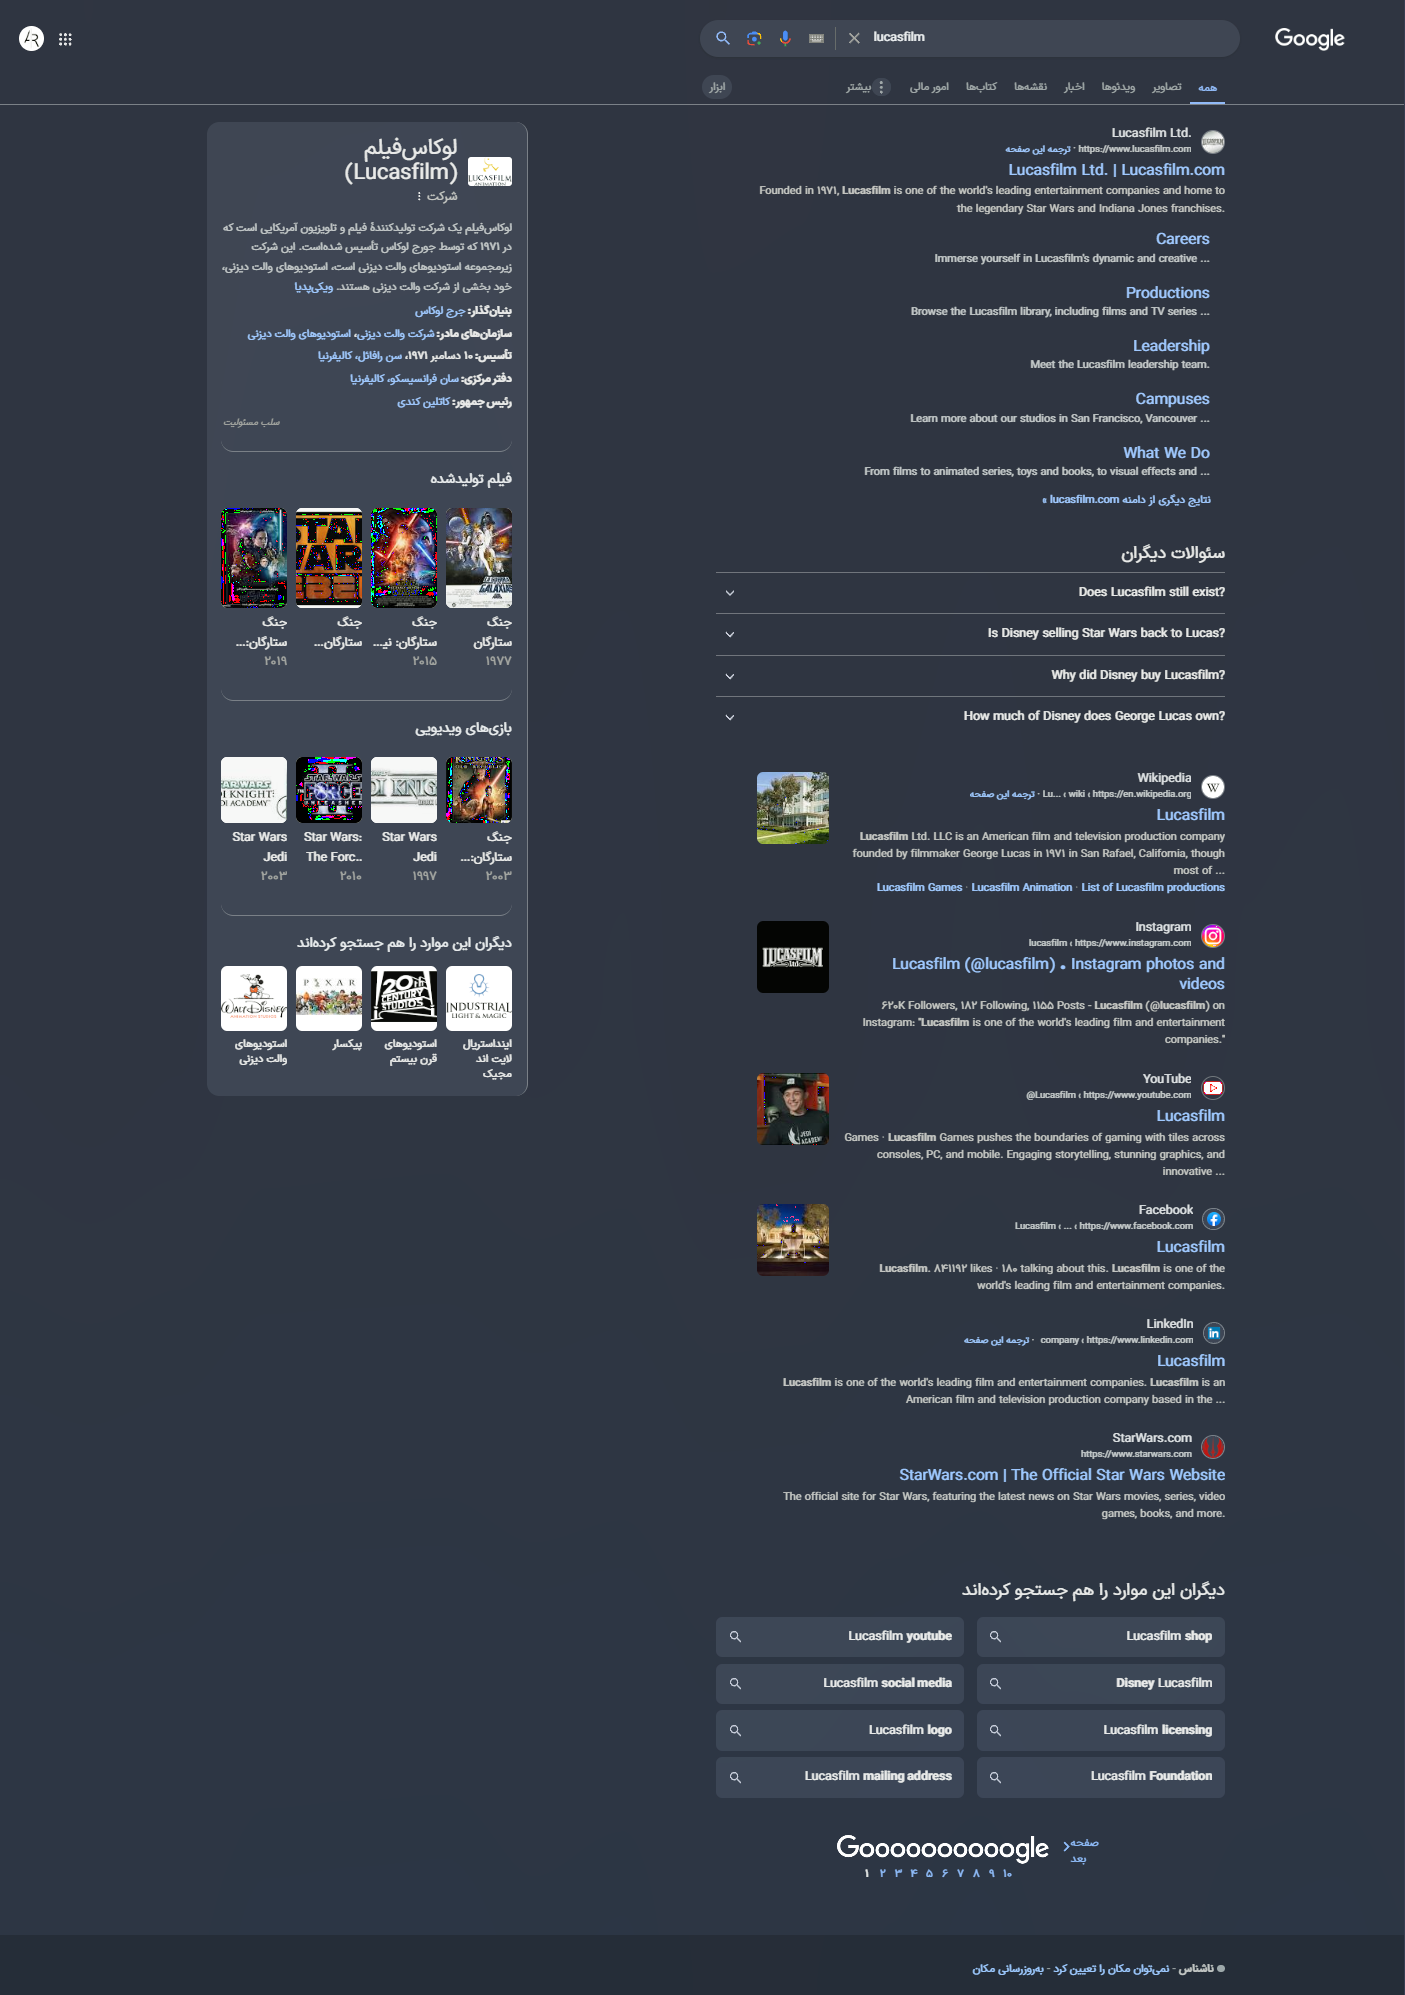 Google
lucasfilm
همه
تصاویر
ویدئوها
اخبار
نقشه‌ها
کتاب‌ها
امور مالی
بیشتر
ابزار
Lucasfilm Ltd.
https://www.lucasfilm.com · ترجمه این صفحه
Lucasfilm Ltd. | Lucasfilm.com
Founded in ۱۹۷۱, Lucasfilm is one of the world's leading entertainment companies and home to
the legendary Star Wars and Indiana Jones franchises.
Careers
Immerse yourself in Lucasfilm's dynamic and creative ...
Productions
Browse the Lucasfilm library, including films and TV series ...
Leadership
Meet the Lucasfilm leadership team.
Campuses
Learn more about our studios in San Francisco, Vancouver ...
What We Do
From films to animated series, toys and books, to visual effects and ...
نتایج دیگری از دامنه lucasfilm.com »
سئوالات دیگران
Does Lucasfilm still exist?
Is Disney selling Star Wars back to Lucas?
Why did Disney buy Lucasfilm?
How much of Disney does George Lucas own?
Wikipedia
https://en.wikipedia.org › wiki › Lu... · ترجمه این صفحه
Lucasfilm
Lucasfilm Ltd. LLC is an American film and television production company
founded by filmmaker George Lucas in ۱۹۷۱ in San Rafael, California, though
most of ...
Lucasfilm Games · Lucasfilm Animation · List of Lucasfilm productions
Instagram
https://www.instagram.com › lucasfilm
LUCASFILM
Ltd
Lucasfilm (@lucasfilm) • Instagram photos and
videos
۶۲۰K Followers, ۱۸۲ Following, ۱۱۵۵ Posts - Lucasfilm (@lucasfilm) on
Instagram: "Lucasfilm is one of the world's leading film and entertainment
companies."
YouTube
https://www.youtube.com › @Lucasfilm
Lucasfilm
JEDI
ACADEMY
Games · Lucasfilm Games pushes the boundaries of gaming with tiles across
consoles, PC, and mobile. Engaging storytelling, stunning graphics, and
innovative ...
Facebook
https://www.facebook.com › ... › Lucasfilm
Lucasfilm
Lucasfilm. ۸۴۱۱۹۲ likes · ۱۸۰ talking about this. Lucasfilm is one of the
world's leading film and entertainment companies.
LinkedIn
https://www.linkedin.com › company · ترجمه این صفحه
Lucasfilm
Lucasfilm is one of the world's leading film and entertainment companies. Lucasfilm is an
American film and television production company based in the ...
StarWars.com
https://www.starwars.com
StarWars.com | The Official Star Wars Website
The official site for Star Wars, featuring the latest news on Star Wars movies, series, video
games, books, and more.
دیگران این موارد را هم جستجو کرده‌اند
Lucasfilm shop
Lucasfilm youtube
Disney Lucasfilm
Lucasfilm social media
Lucasfilm licensing
Lucasfilm logo
Lucasfilm Foundation
Lucasfilm mailing address
Goooooooooogle
صفحه
بعد
۱ ۲ ۳ ۴ ۵ ۶ ۷ ۸ ۹ ۱۰
ناشناس - نمی‌توان مکان را تعیین کرد - به‌روزرسانی مکان
لوکاس‌فیلم
(Lucasfilm)
شرکت
LUCASFILM
ANIMATION
لوکاس‌فیلم یک شرکت تولیدکنندهٔ فیلم و تلویزیون آمریکایی است که
در ۱۹۷۱ که توسط جورج لوکاس تأسیس شده‌است. این شرکت
زیرمجموعه استودیوهای والت دیزنی است، استودیوهای والت دیزنی،
خود بخشی از شرکت والت دیزنی هستند. ویکی‌پدیا
بنیان‌گذار: جرج لوکاس
سازمان‌های مادر: شرکت والت دیزنی، استودیوهای والت دیزنی
تأسیس: ۱۰ دسامبر ۱۹۷۱، سن رافائل، کالیفرنیا
دفتر مرکزی: سان فرانسیسکو، کالیفرنیا
رئیس جمهور: کاتلین کندی
سلب مسئولیت
فیلم تولیدشده
جنگ
ستارگان
۱۹۷۷
جنگ
ستارگان: نیـ...
۲۰۱۵
جنگ
ستارگان...
جنگ
ستارگان:...
۲۰۱۹
بازی‌های ویدیویی
جنگ
ستارگان:...
۲۰۰۳
Star Wars
Jedi
۱۹۹۷
Star Wars:
The Forc..
۲۰۱۰
Star Wars
Jedi
۲۰۰۳
دیگران این موارد را هم جستجو کرده‌اند
INDUSTRIAL
LIGHT & MAGIC
20th
CENTURY
STUDIOS
PIXAR
WALT DISNEY
ANIMATION STUDIOS
اینداستریال
لایت اند
مجیک
استودیوهای
قرن بیستم
پیکسار
استودیوهای
والت دیزنی